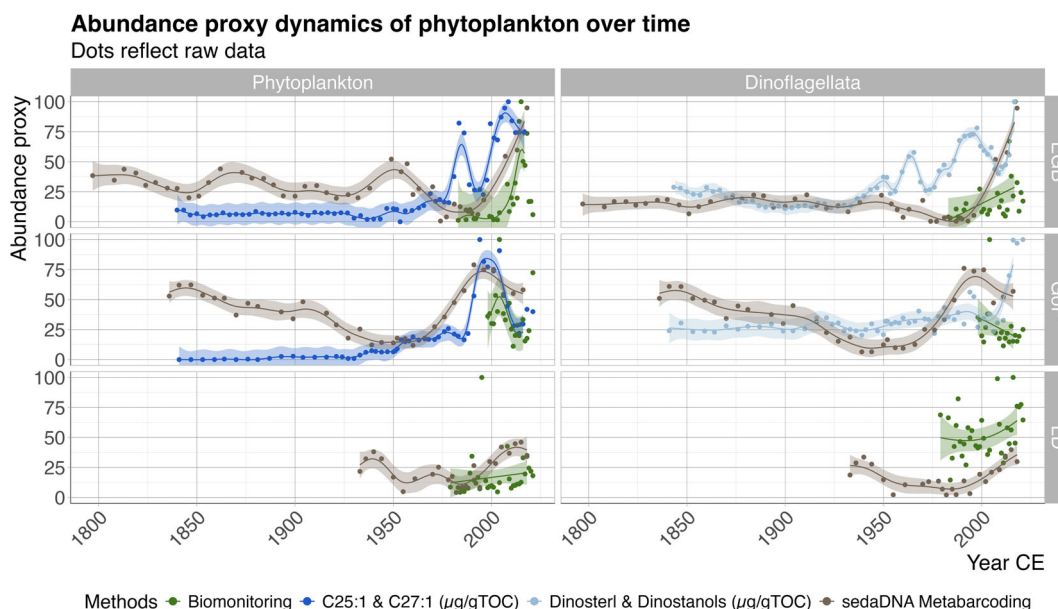 Abundance proxy dynamics of phytoplankton over time
Dots reflect raw data
Phytoplankton Dinoflagellata
Abundance proxy
100
75
50
25
0
100
75
50
25
0
100
75
50
25
0
1800 1850 1900 1950 2000 1800 1850 1900 1950 2000
Year CE
Methods Biomonitoring C25:1 & C27:1 (µg/gTOC) Dinosterl & Dinostanols (µg/gTOC) sedaDNA Metabarcoding